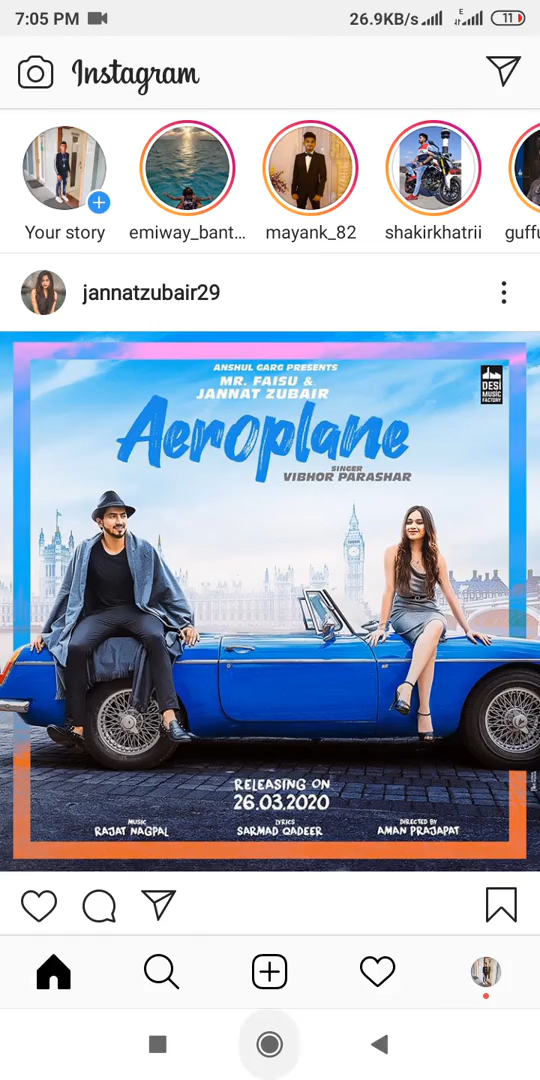 7:05 PM
26.9KB/s
E
11
Instagram
Your story
emiway_bant...
mayank_82
shakirkhatrii
guffu
jannatzubair29
ANSHUL GARG PRESENTS
MR. FAISU &
JANNAT ZUBAIR
Aeroplane
SINGER
VIBHOR PARASHAR
DESI
MUSIC
FACTORY
RELEASING ON
26.03.2020
MUSIC
RAJAT NAGPAL
LYRICS
SARMAD QADEER
DIRECTED BY
AMAN PRAJAPAT